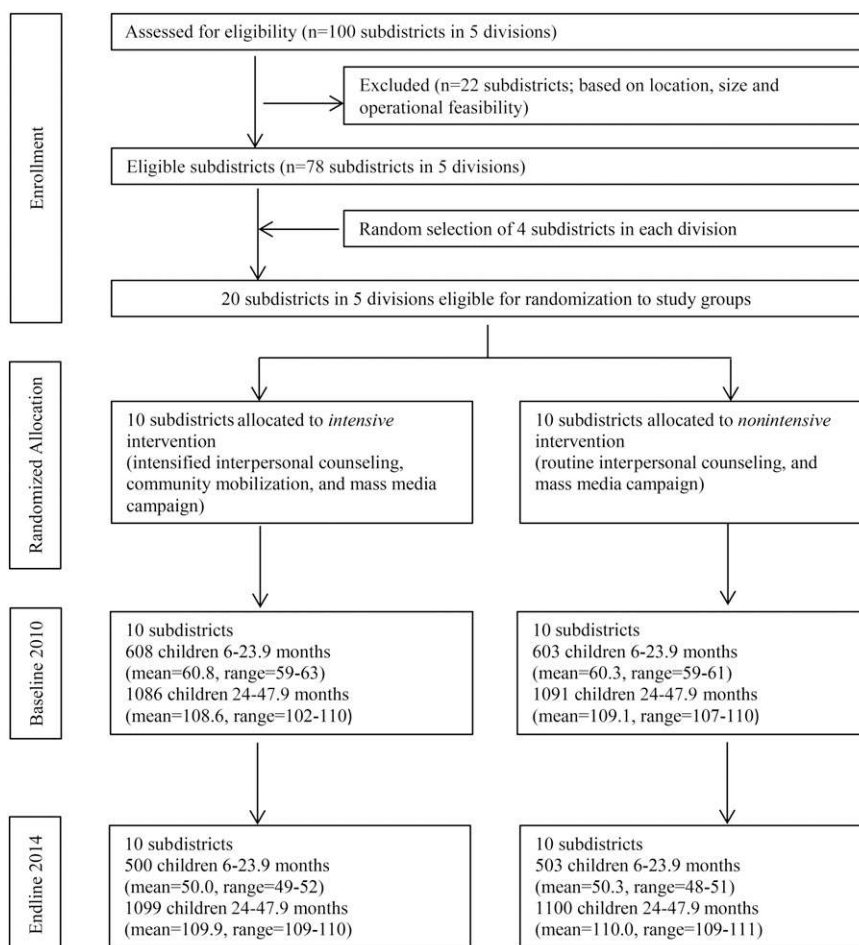 Enrollment
Assessed for eligibility (n=100 subdistricts in 5 divisions)
Excluded (n=22 subdistricts; based on location, size and
operational feasibility)
Eligible subdistricts (n=78 subdistricts in 5 divisions)
Random selection of 4 subdistricts in each division
20 subdistricts in 5 divisions eligible for randomization to study groups
Randomized Allocation
10 subdistricts allocated to intensive
intervention
(intensified interpersonal counseling,
community mobilization, and mass media
campaign)
10 subdistricts allocated to nonintensive
intervention
(routine interpersonal counseling, and
mass media campaign)
Baseline 2010
10 subdistricts
608 children 6-23.9 months
(mean=60.8, range=59-63)
1086 children 24-47.9 months
(mean=108.6, range=102-110)
10 subdistricts
603 children 6-23.9 months
(mean=60.3, range=59-61)
1091 children 24-47.9 months
(mean=109.1, range=107-110)
Endline 2014
10 subdistricts
500 children 6-23.9 months
(mean=50.0, range=49-52)
1099 children 24-47.9 months
(mean=109.9, range=109-110)
10 subdistricts
503 children 6-23.9 months
(mean=50.3, range=48-51)
1100 children 24-47.9 months
(mean=110.0, range=109-111)